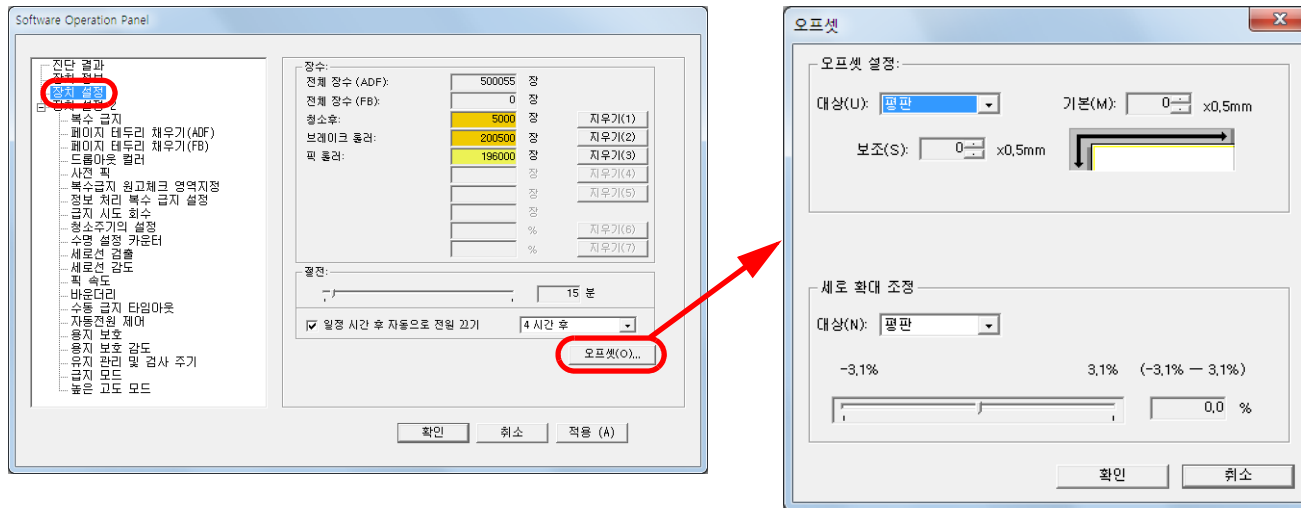 Software Operation Panel
진단 결과
장치 정보
장치 설정
장치 설정 2
복수 급지
페이지 테두리 채우기(ADF)
페이지 테두리 채우기(FB)
드롭아웃 컬러
사전 픽
복수급지 원고체크 영역지정
정보 처리 복수 급지 설정
급지 시도 회수
청소주기의 설정
수명 설정 카운터
세로선 검출
세로선 감도
픽 속도
바운더리
수동 급지 타임아웃
자동전원 제어
용지 보호
용지 보호 감도
유지 관리 및 검사 주기
급지 모드
높은 고도 모드
장수:
전체 장수 (ADF): 500055 장
전체 장수 (FB): 0 장
청소후: 5000 장 지우기(1)
브레이크 롤러: 200500 장 지우기(2)
픽 롤러: 196000 장 지우기(3)
장 지우기(4)
장 지우기(5)
장
% 지우기(6)
% 지우기(7)
절전:
15 분
일정 시간 후 자동으로 전원 끄기 4 시간 후
오프셋(O)...
확인 취소 적용 (A)
오프셋
오프셋 설정:
대상(U): 평판 기본(M): 0 x0,5mm
보조(S): 0 x0,5mm
세로 확대 조정
대상(N): 평판
-3,1% 3,1% (-3,1% — 3,1%)
0,0 %
확인 취소